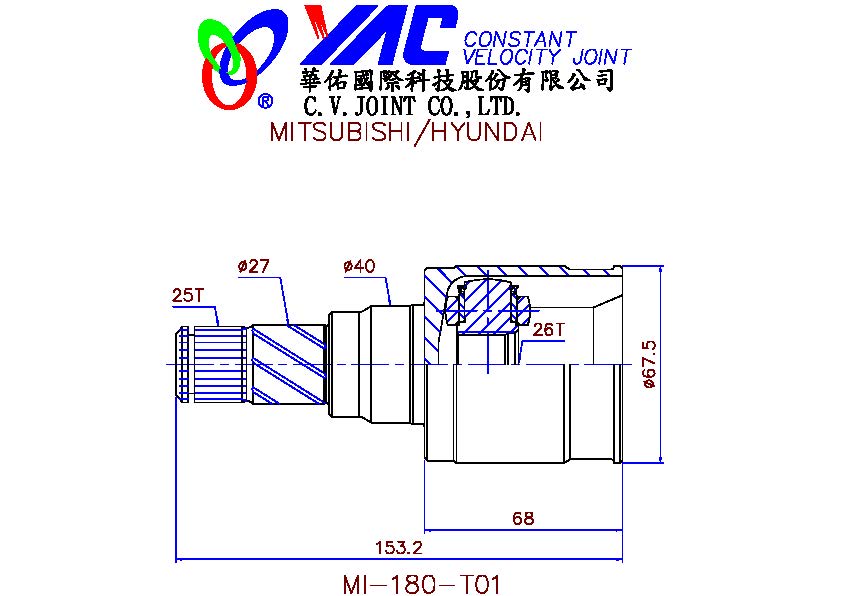 YAC CONSTANT
VELOCITY JOINT
華佑國際科技股份有限公司
® C.V.JOINT CO.,LTD.
MITSUBISHI/HYUNDAI
ø27
ø40
25T
26T
ø67.5
68
153.2
MI-180-T01